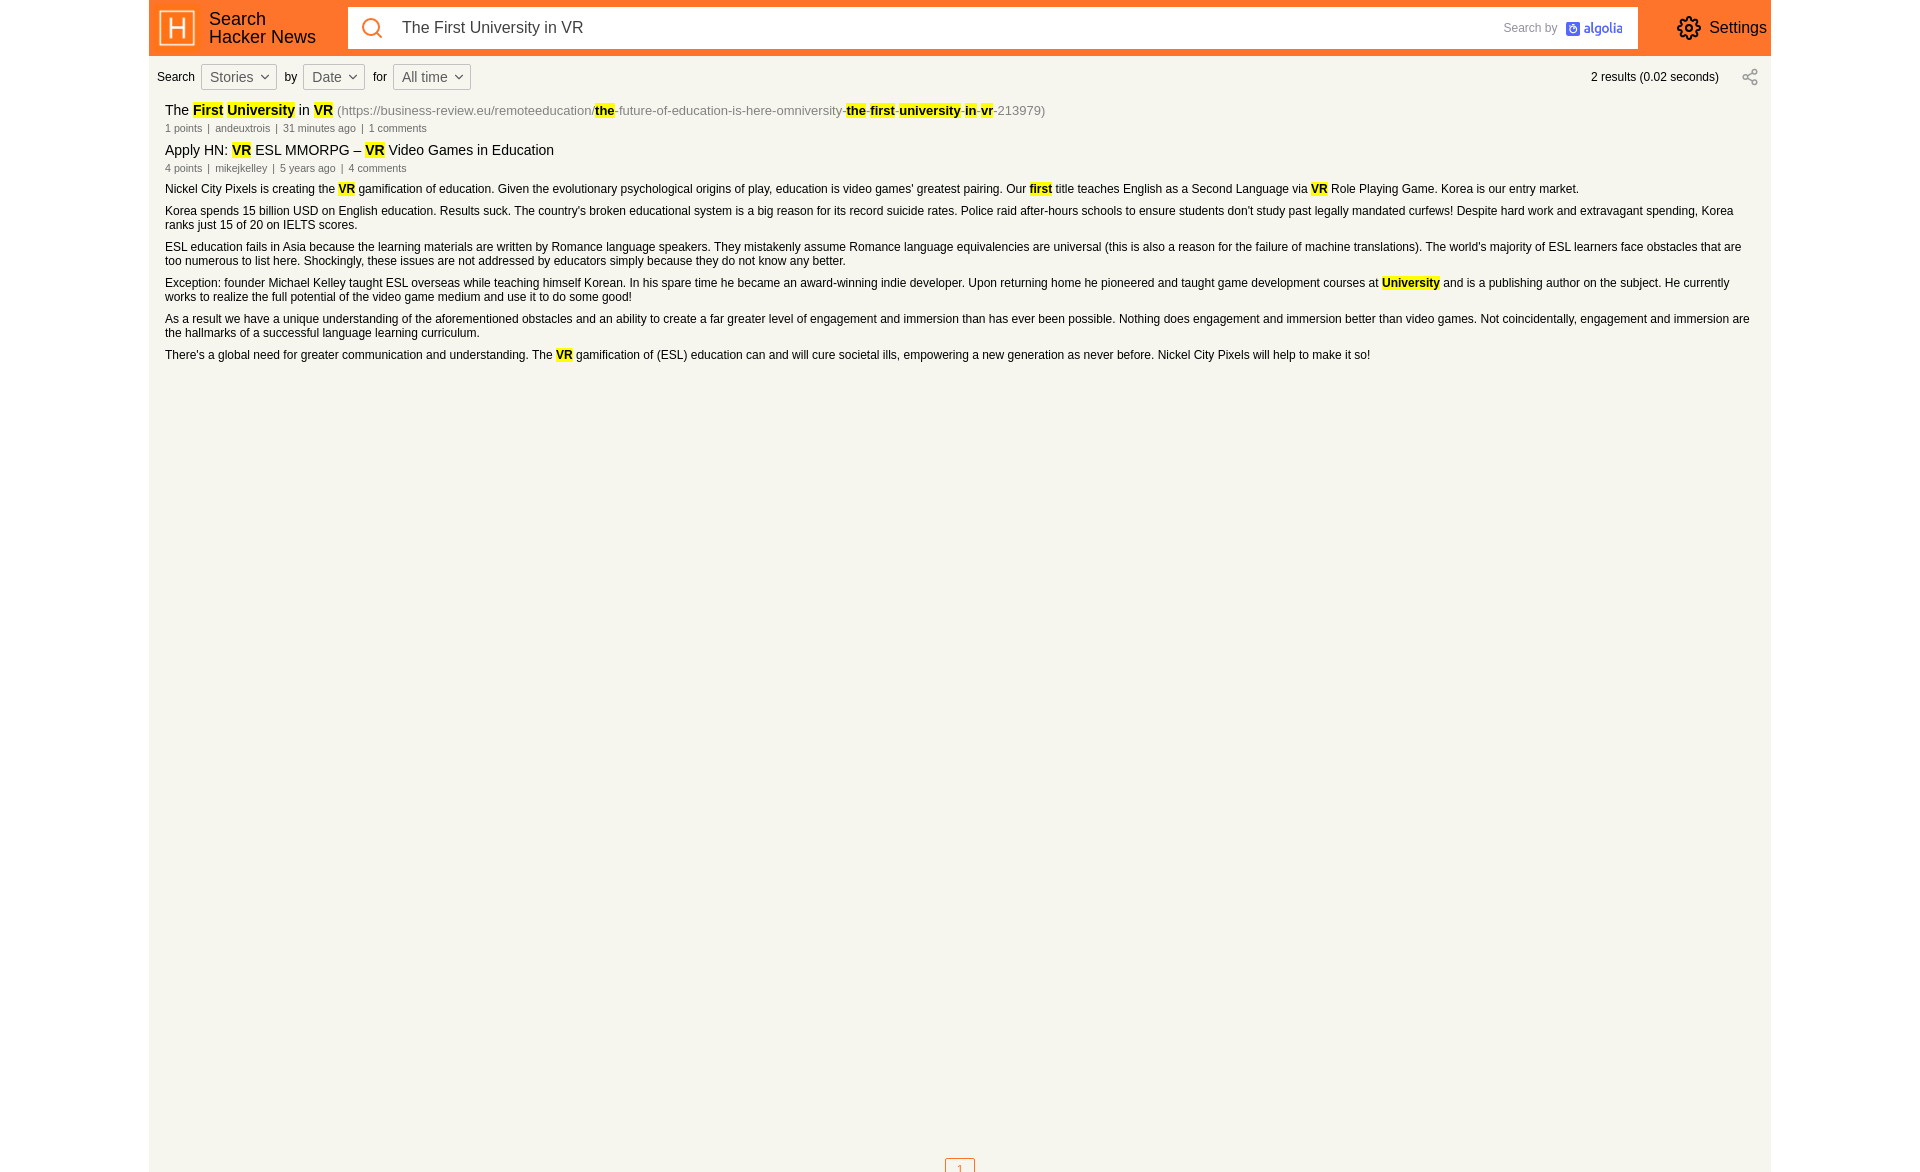 H Search
Hacker News
The First University in VR
Search by algolia
Settings
Search Stories by Date for All time
2 results (0.02 seconds)
The First University in VR (https://business-review.eu/remoteeducation/the-future-of-education-is-here-omniversity-the-first-university-in-vr-213979)
1 points | andeuxtrois | 31 minutes ago | 1 comments
Apply HN: VR ESL MMORPG – VR Video Games in Education
4 points | mikejkelley | 5 years ago | 4 comments
Nickel City Pixels is creating the VR gamification of education. Given the evolutionary psychological origins of play, education is video games' greatest pairing. Our first title teaches English as a Second Language via VR Role Playing Game. Korea is our entry market.
Korea spends 15 billion USD on English education. Results suck. The country's broken educational system is a big reason for its record suicide rates. Police raid after-hours schools to ensure students don't study past legally mandated curfews! Despite hard work and extravagant spending, Korea
ranks just 15 of 20 on IELTS scores.
ESL education fails in Asia because the learning materials are written by Romance language speakers. They mistakenly assume Romance language equivalencies are universal (this is also a reason for the failure of machine translations). The world's majority of ESL learners face obstacles that are
too numerous to list here. Shockingly, these issues are not addressed by educators simply because they do not know any better.
Exception: founder Michael Kelley taught ESL overseas while teaching himself Korean. In his spare time he became an award-winning indie developer. Upon returning home he pioneered and taught game development courses at University and is a publishing author on the subject. He currently
works to realize the full potential of the video game medium and use it to do some good!
As a result we have a unique understanding of the aforementioned obstacles and an ability to create a far greater level of engagement and immersion than has ever been possible. Nothing does engagement and immersion better than video games. Not coincidentally, engagement and immersion are
the hallmarks of a successful language learning curriculum.
There's a global need for greater communication and understanding. The VR gamification of (ESL) education can and will cure societal ills, empowering a new generation as never before. Nickel City Pixels will help to make it so!
1